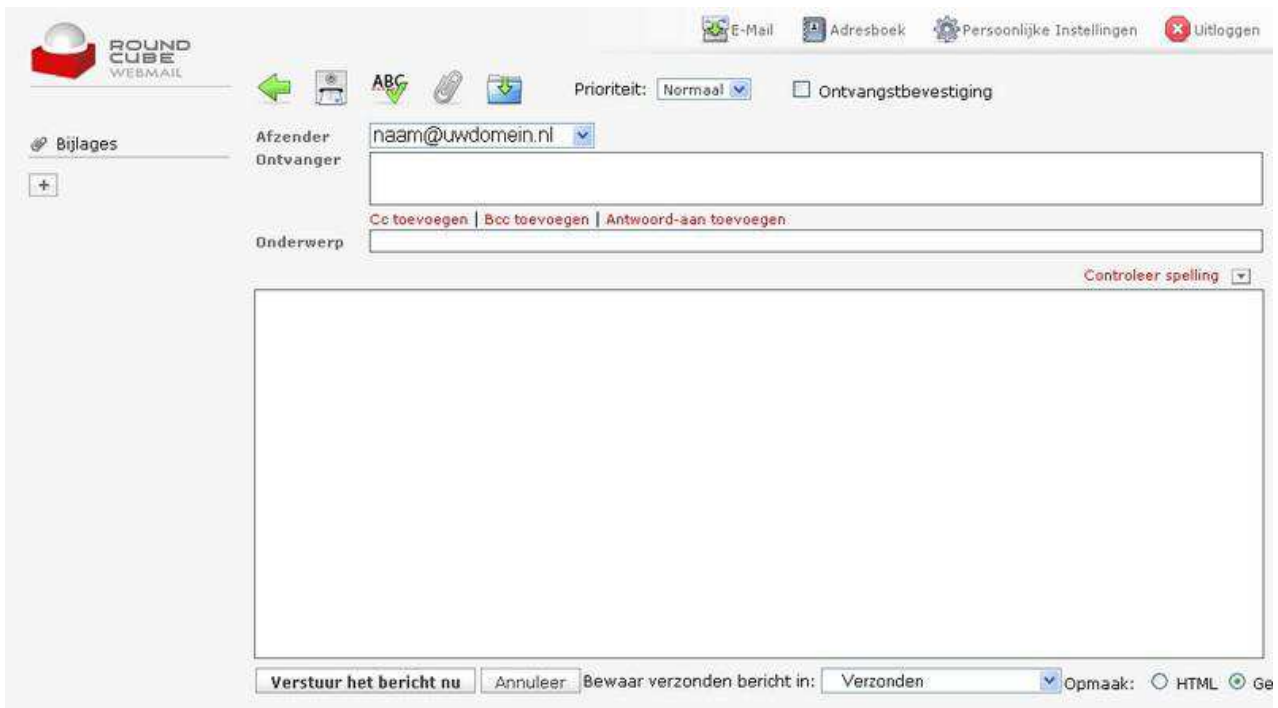 ROUND
CUBE
WEBMAIL
E-Mail Adresboek Persoonlijke Instellingen Uitloggen
ABC Prioriteit: Normaal Ontvangstbevestiging
Bijlages
+
Afzender naam@uwdomein.nl
Ontvanger
Cc toevoegen | Bcc toevoegen | Antwoord-aan toevoegen
Onderwerp
Controleer spelling
Verstuur het bericht nu Annuleer Bewaar verzonden bericht in: Verzonden Opmaak: HTML Ge